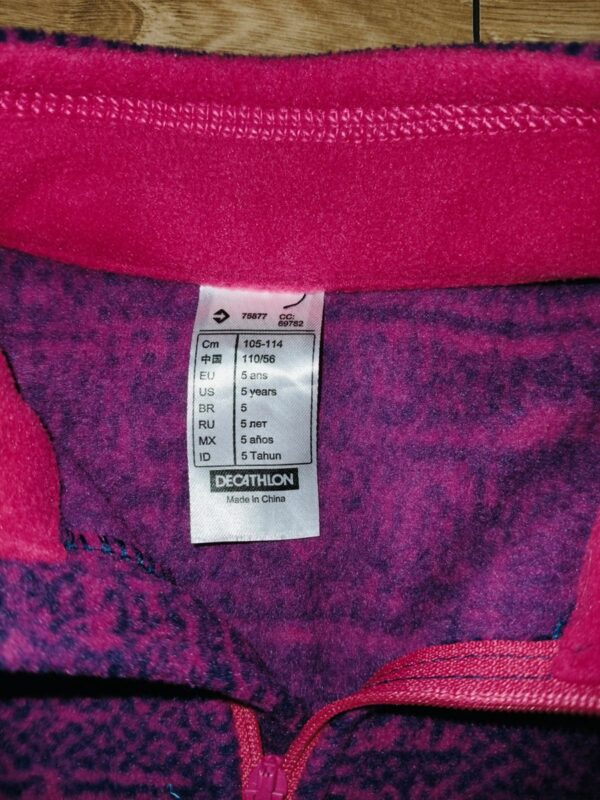 75877 CC:
69752
Cm 105-114
中国 110/56
EU 5 ans
US 5 years
BR 5
RU 5 лет
MX 5 años
ID 5 Tahun
DECATHLON
Made in China